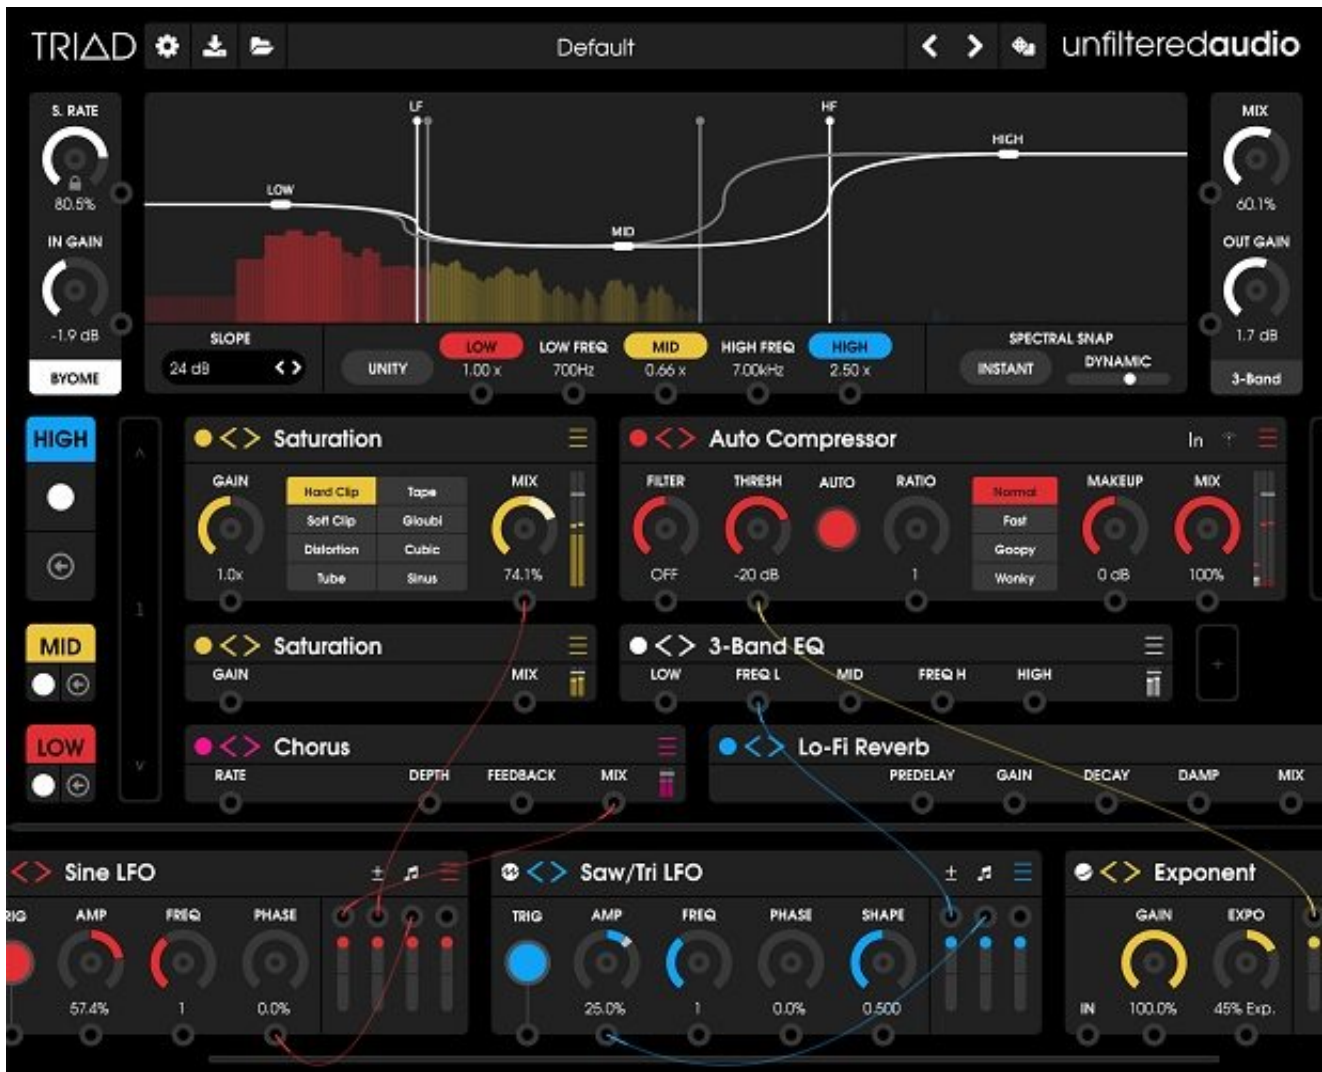 TRIAD Default unfilteredaudio
S. RATE LF HF MIX
HIGH
LOW
80.5% 60.1%
MID
IN GAIN OUT GAIN
-1.9 dB 1.7 dB
SLOPE SPECTRAL SNAP
24 dB UNITY LOW LOW FREQ MID HIGH FREQ HIGH INSTANT DYNAMIC
1.00 x 700Hz 0.66 x 7.00kHz 2.50 x
BYOME 3-Band
HIGH Saturation Auto Compressor In
GAIN MIX FILTER THRESH AUTO RATIO MAKEUP MIX
Hard Clip Tape Normal
Soft Clip Gloubi Fast
Distortion Cubic Goopy
Tube Sinus Wonky
1.0x 74.1% OFF -20 dB 1 0 dB 100%
1
MID Saturation 3-Band EQ
GAIN MIX LOW FREQ L MID FREQ H HIGH
LOW Chorus Lo-Fi Reverb
RATE DEPTH FEEDBACK MIX PREDELAY GAIN DECAY DAMP MIX
Sine LFO ± Saw/Tri LFO ± Exponent
RIG AMP FREQ PHASE TRIG AMP FREQ PHASE SHAPE GAIN EXPO
57.4% 1 0.0% 25.0% 1 0.0% 0.500 IN 100.0% 45% Exp.